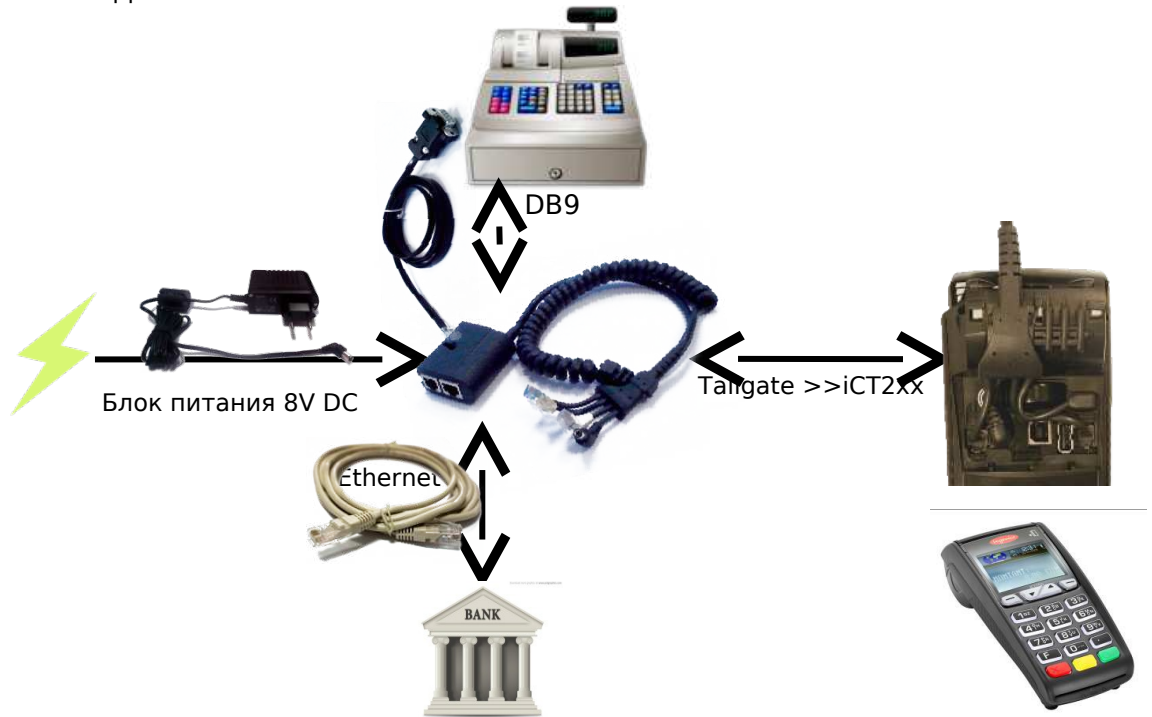 DB9
Блок питания 8V DC
Tailgate >>iCT2xx
Ethernet
BANK